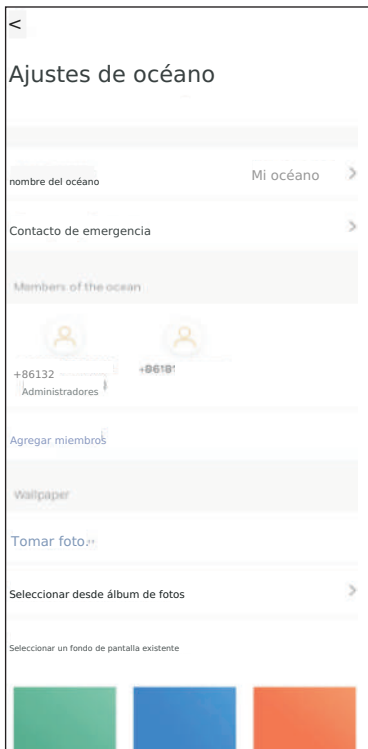 <
Ajustes de océano
nombre del océano
Mi océano >
Contacto de emergencia >
Members of the ocean
+86132
Administradores
+86181
Agregar miembros
Wallpaper
Tomar foto.
Seleccionar desde álbum de fotos >
Seleccionar un fondo de pantalla existente